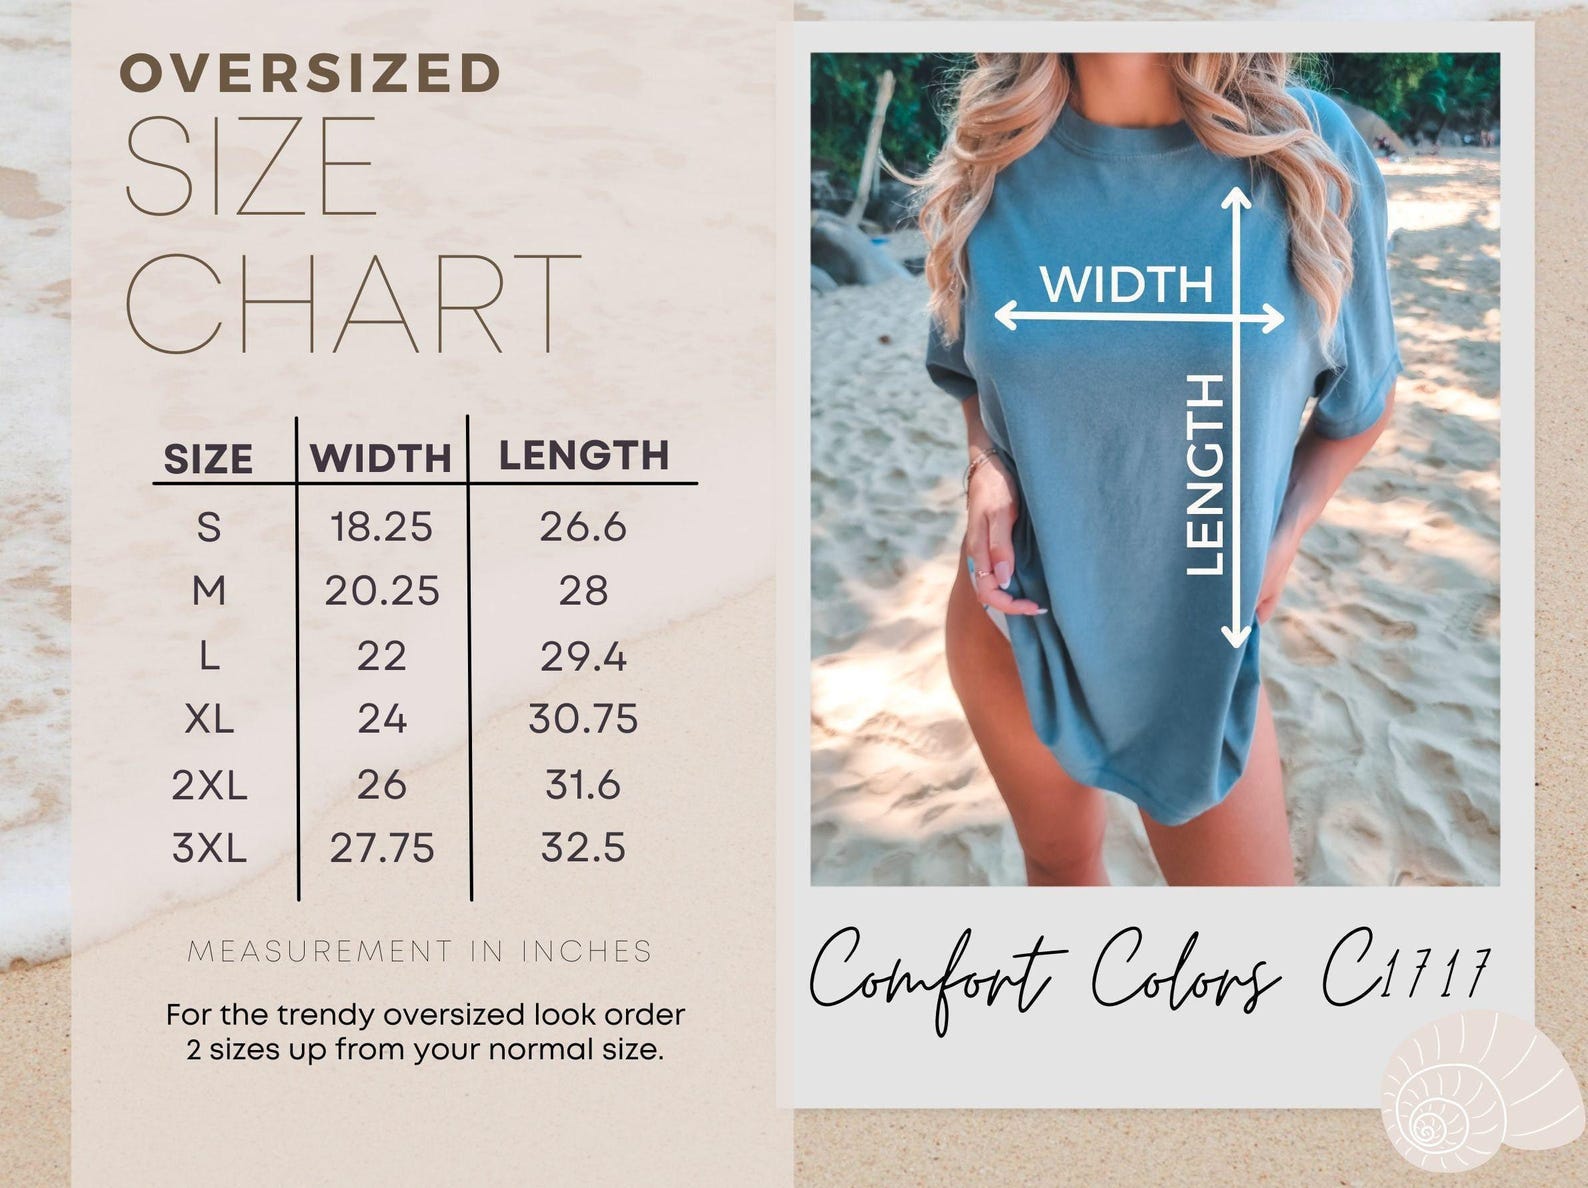 OVERSIZED
SIZE
CHART
SIZE WIDTH LENGTH
S 18.25 26.6
M 20.25 28
L 22 29.4
XL 24 30.75
2XL 26 31.6
3XL 27.75 32.5
MEASUREMENT IN INCHES
For the trendy oversized look order
2 sizes up from your normal size.
WIDTH
LENGTH
Comfort Colors C1717